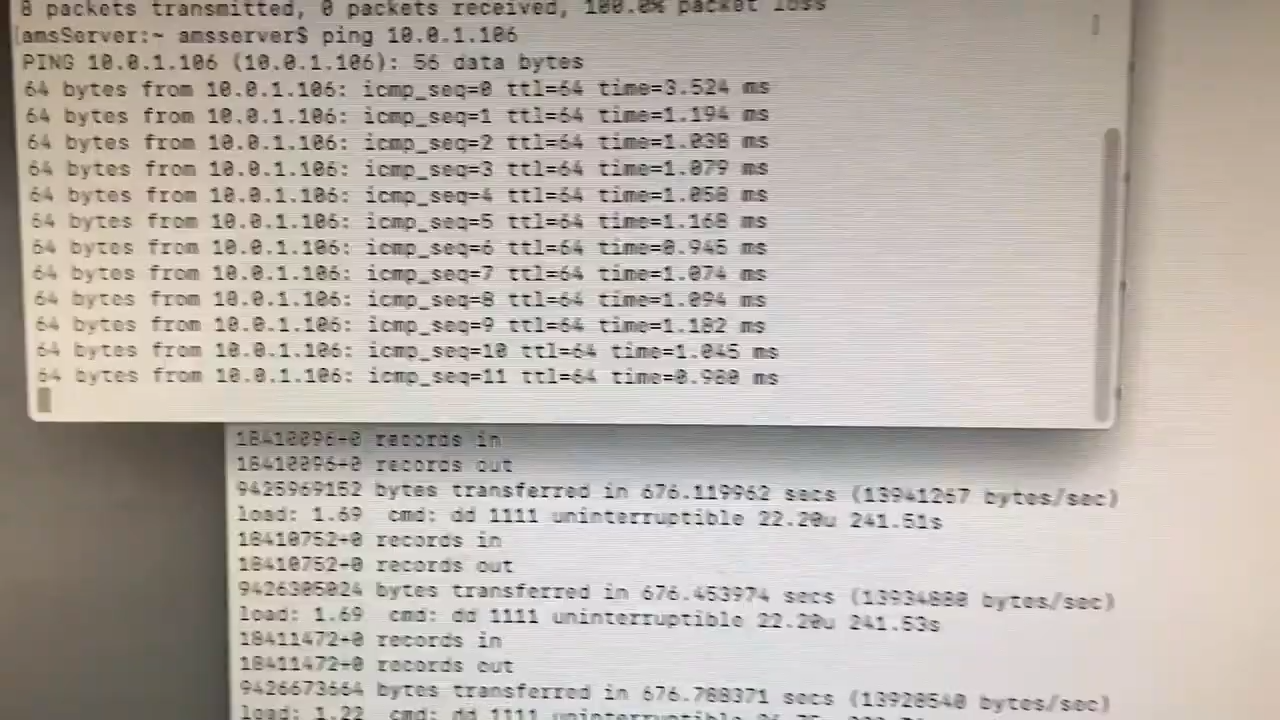 8 packets transmitted, 0 packets received, 100.0% packet loss
[amsServer:~ amsserver$ ping 10.0.1.106
PING 10.0.1.106 (10.0.1.106): 56 data bytes
64 bytes from 10.0.1.106: icmp_seq=0 ttl=64 time=3.524 ms
64 bytes from 10.0.1.106: icmp_seq=1 ttl=64 time=1.194 ms
64 bytes from 10.0.1.106: icmp_seq=2 ttl=64 time=1.038 ms
64 bytes from 10.0.1.106: icmp_seq=3 ttl=64 time=1.079 ms
64 bytes from 10.0.1.106: icmp_seq=4 ttl=64 time=1.058 ms
64 bytes from 10.0.1.106: icmp_seq=5 ttl=64 time=1.168 ms
64 bytes from 10.0.1.106: icmp_seq=6 ttl=64 time=0.945 ms
64 bytes from 10.0.1.106: icmp_seq=7 ttl=64 time=1.074 ms
64 bytes from 10.0.1.106: icmp_seq=8 ttl=64 time=1.094 ms
64 bytes from 10.0.1.106: icmp_seq=9 ttl=64 time=1.182 ms
64 bytes from 10.0.1.106: icmp_seq=10 ttl=64 time=1.045 ms
64 bytes from 10.0.1.106: icmp_seq=11 ttl=64 time=0.980 ms
18410096+0 records in
18410096+0 records out
9425969152 bytes transferred in 676.119962 secs (13941267 bytes/sec)
load: 1.69 cmd: dd 1111 uninterruptible 22.20u 241.51s
18410752+0 records in
18410752+0 records out
9426305024 bytes transferred in 676.453974 secs (13934880 bytes/sec)
load: 1.69 cmd: dd 1111 uninterruptible 22.20u 241.53s
18411472+0 records in
18411472+0 records out
9426673664 bytes transferred in 676.788371 secs (13928540 bytes/sec)
load: 1.22 cmd: dd 1111 uninterruptible